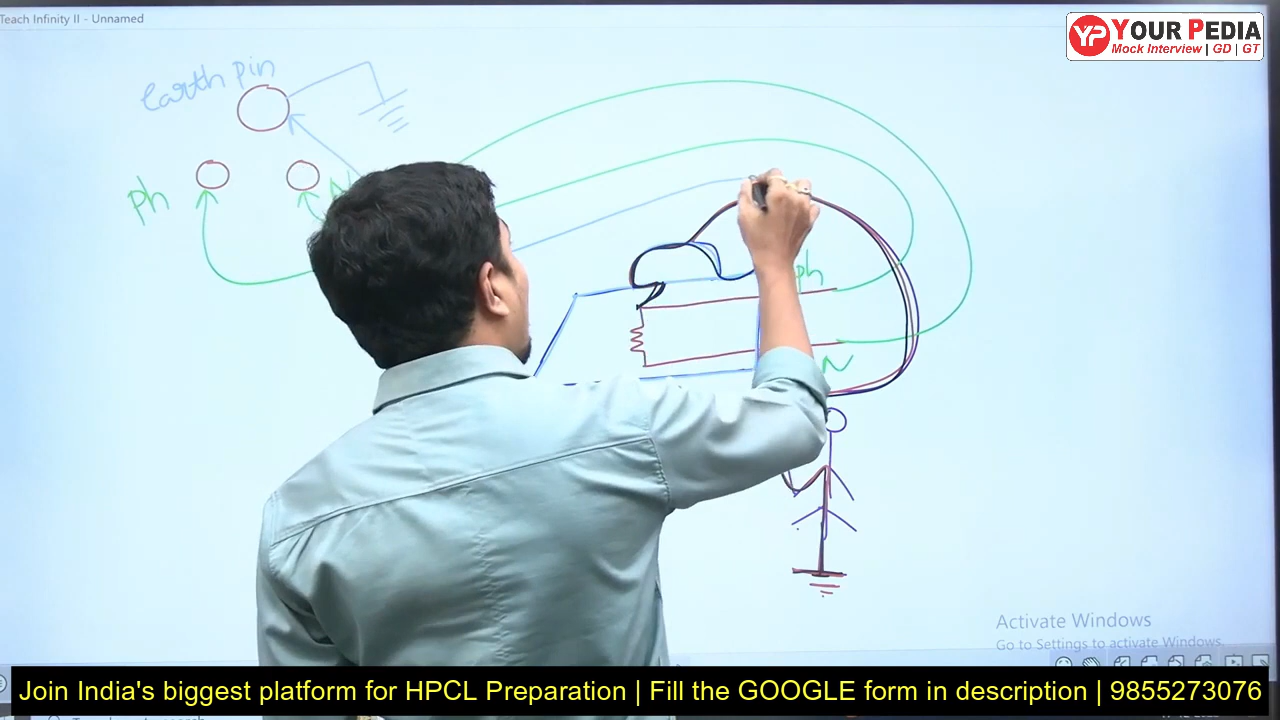 Teach Infinity II - Unnamed
YP YOUR PEDIA
Mock Interview | GD | GT
earth pin
ph
N
ph
N
Activate Windows
Go to Settings to activate Windows.
Join India's biggest platform for HPCL Preparation | Fill the GOOGLE form in description | 9855273076